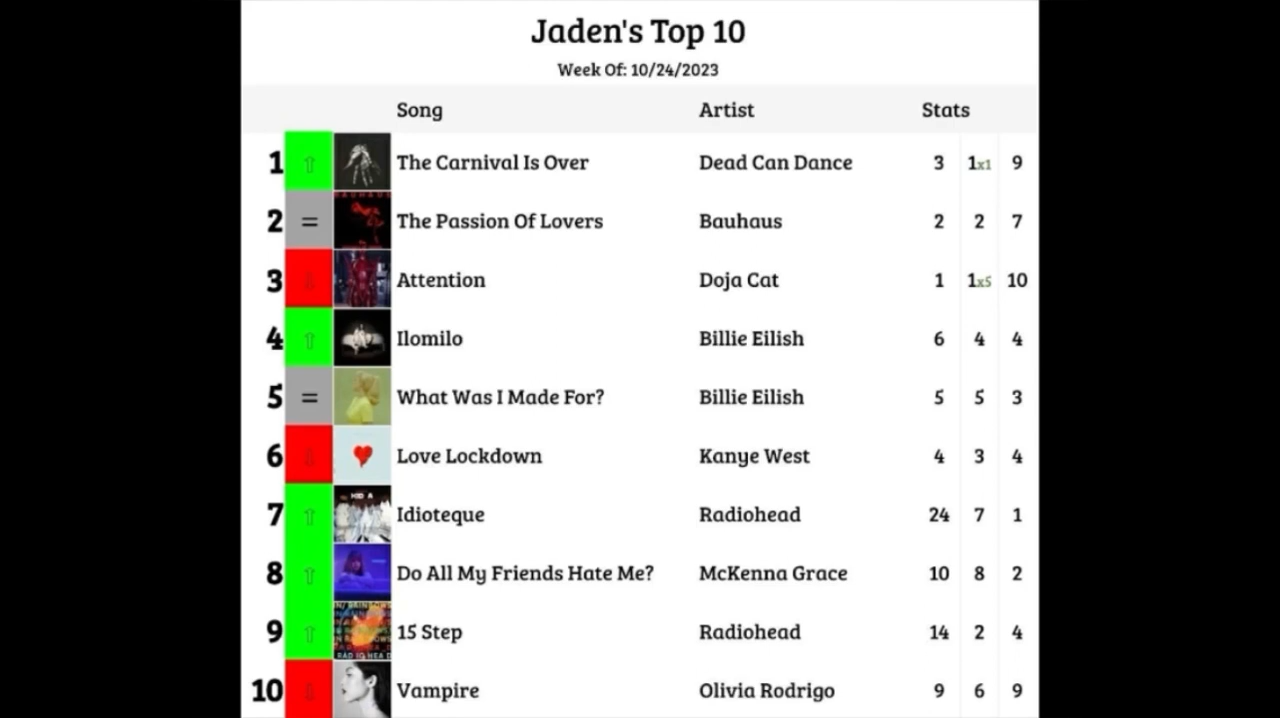 Jaden's Top 10
Week Of: 10/24/2023
Song Artist Stats
1 ⇧ The Carnival Is Over Dead Can Dance 3 1x1 9
2 = The Passion Of Lovers Bauhaus 2 2 7
3 ⇩ Attention Doja Cat 1 1x5 10
4 ⇧ Ilomilo Billie Eilish 6 4 4
5 = What Was I Made For? Billie Eilish 5 5 3
6 ⇩ Love Lockdown Kanye West 4 3 4
KID A
7 ⇧ Idioteque Radiohead 24 7 1
8 ⇧ Do All My Friends Hate Me? McKenna Grace 10 8 2
9 ⇧ 15 Step Radiohead 14 2 4
10 ⇩ Vampire Olivia Rodrigo 9 6 9